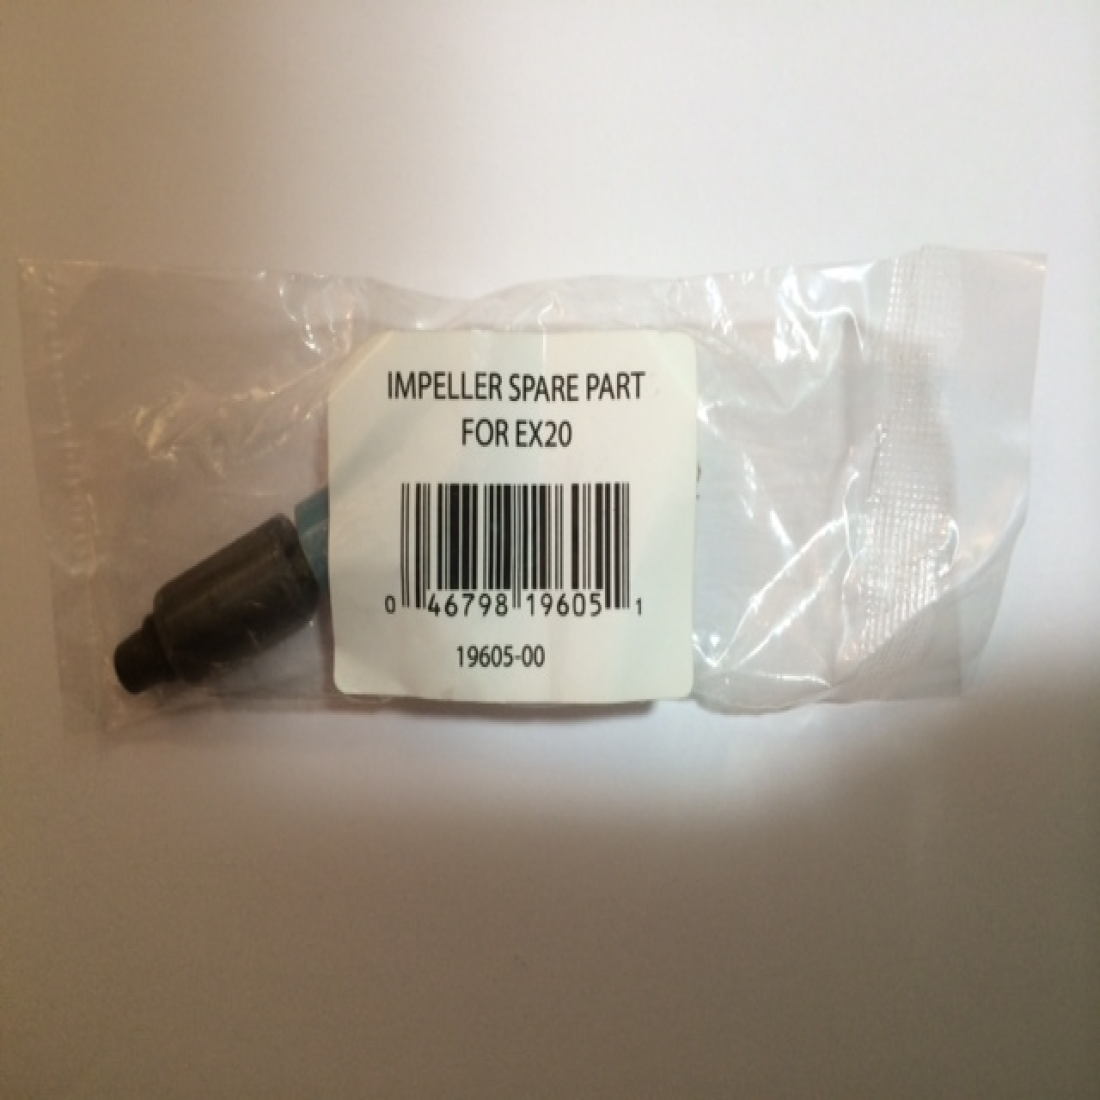 IMPELLER SPARE PART
FOR EX20
0 46798 19605 1
19605-00